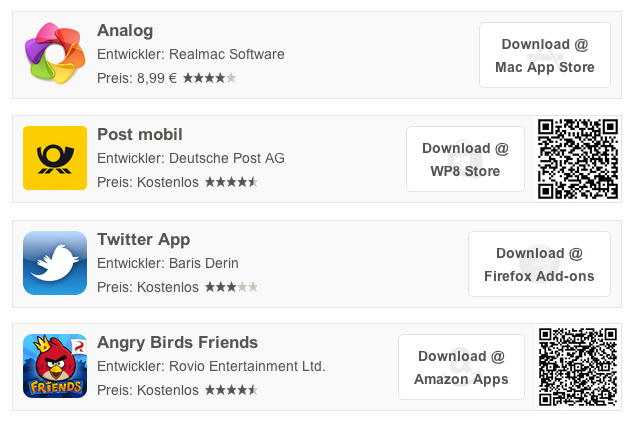 Analog
Entwickler: Realmac Software
Preis: 8,99 €
Download @
Mac App Store
Post mobil
Entwickler: Deutsche Post AG
Preis: Kostenlos
Download @
WP8 Store
Twitter App
Entwickler: Baris Derin
Preis: Kostenlos
Download @
Firefox Add-ons
Angry Birds Friends
Entwickler: Rovio Entertainment Ltd.
Preis: Kostenlos
Download @
Amazon Apps
FRIENDS